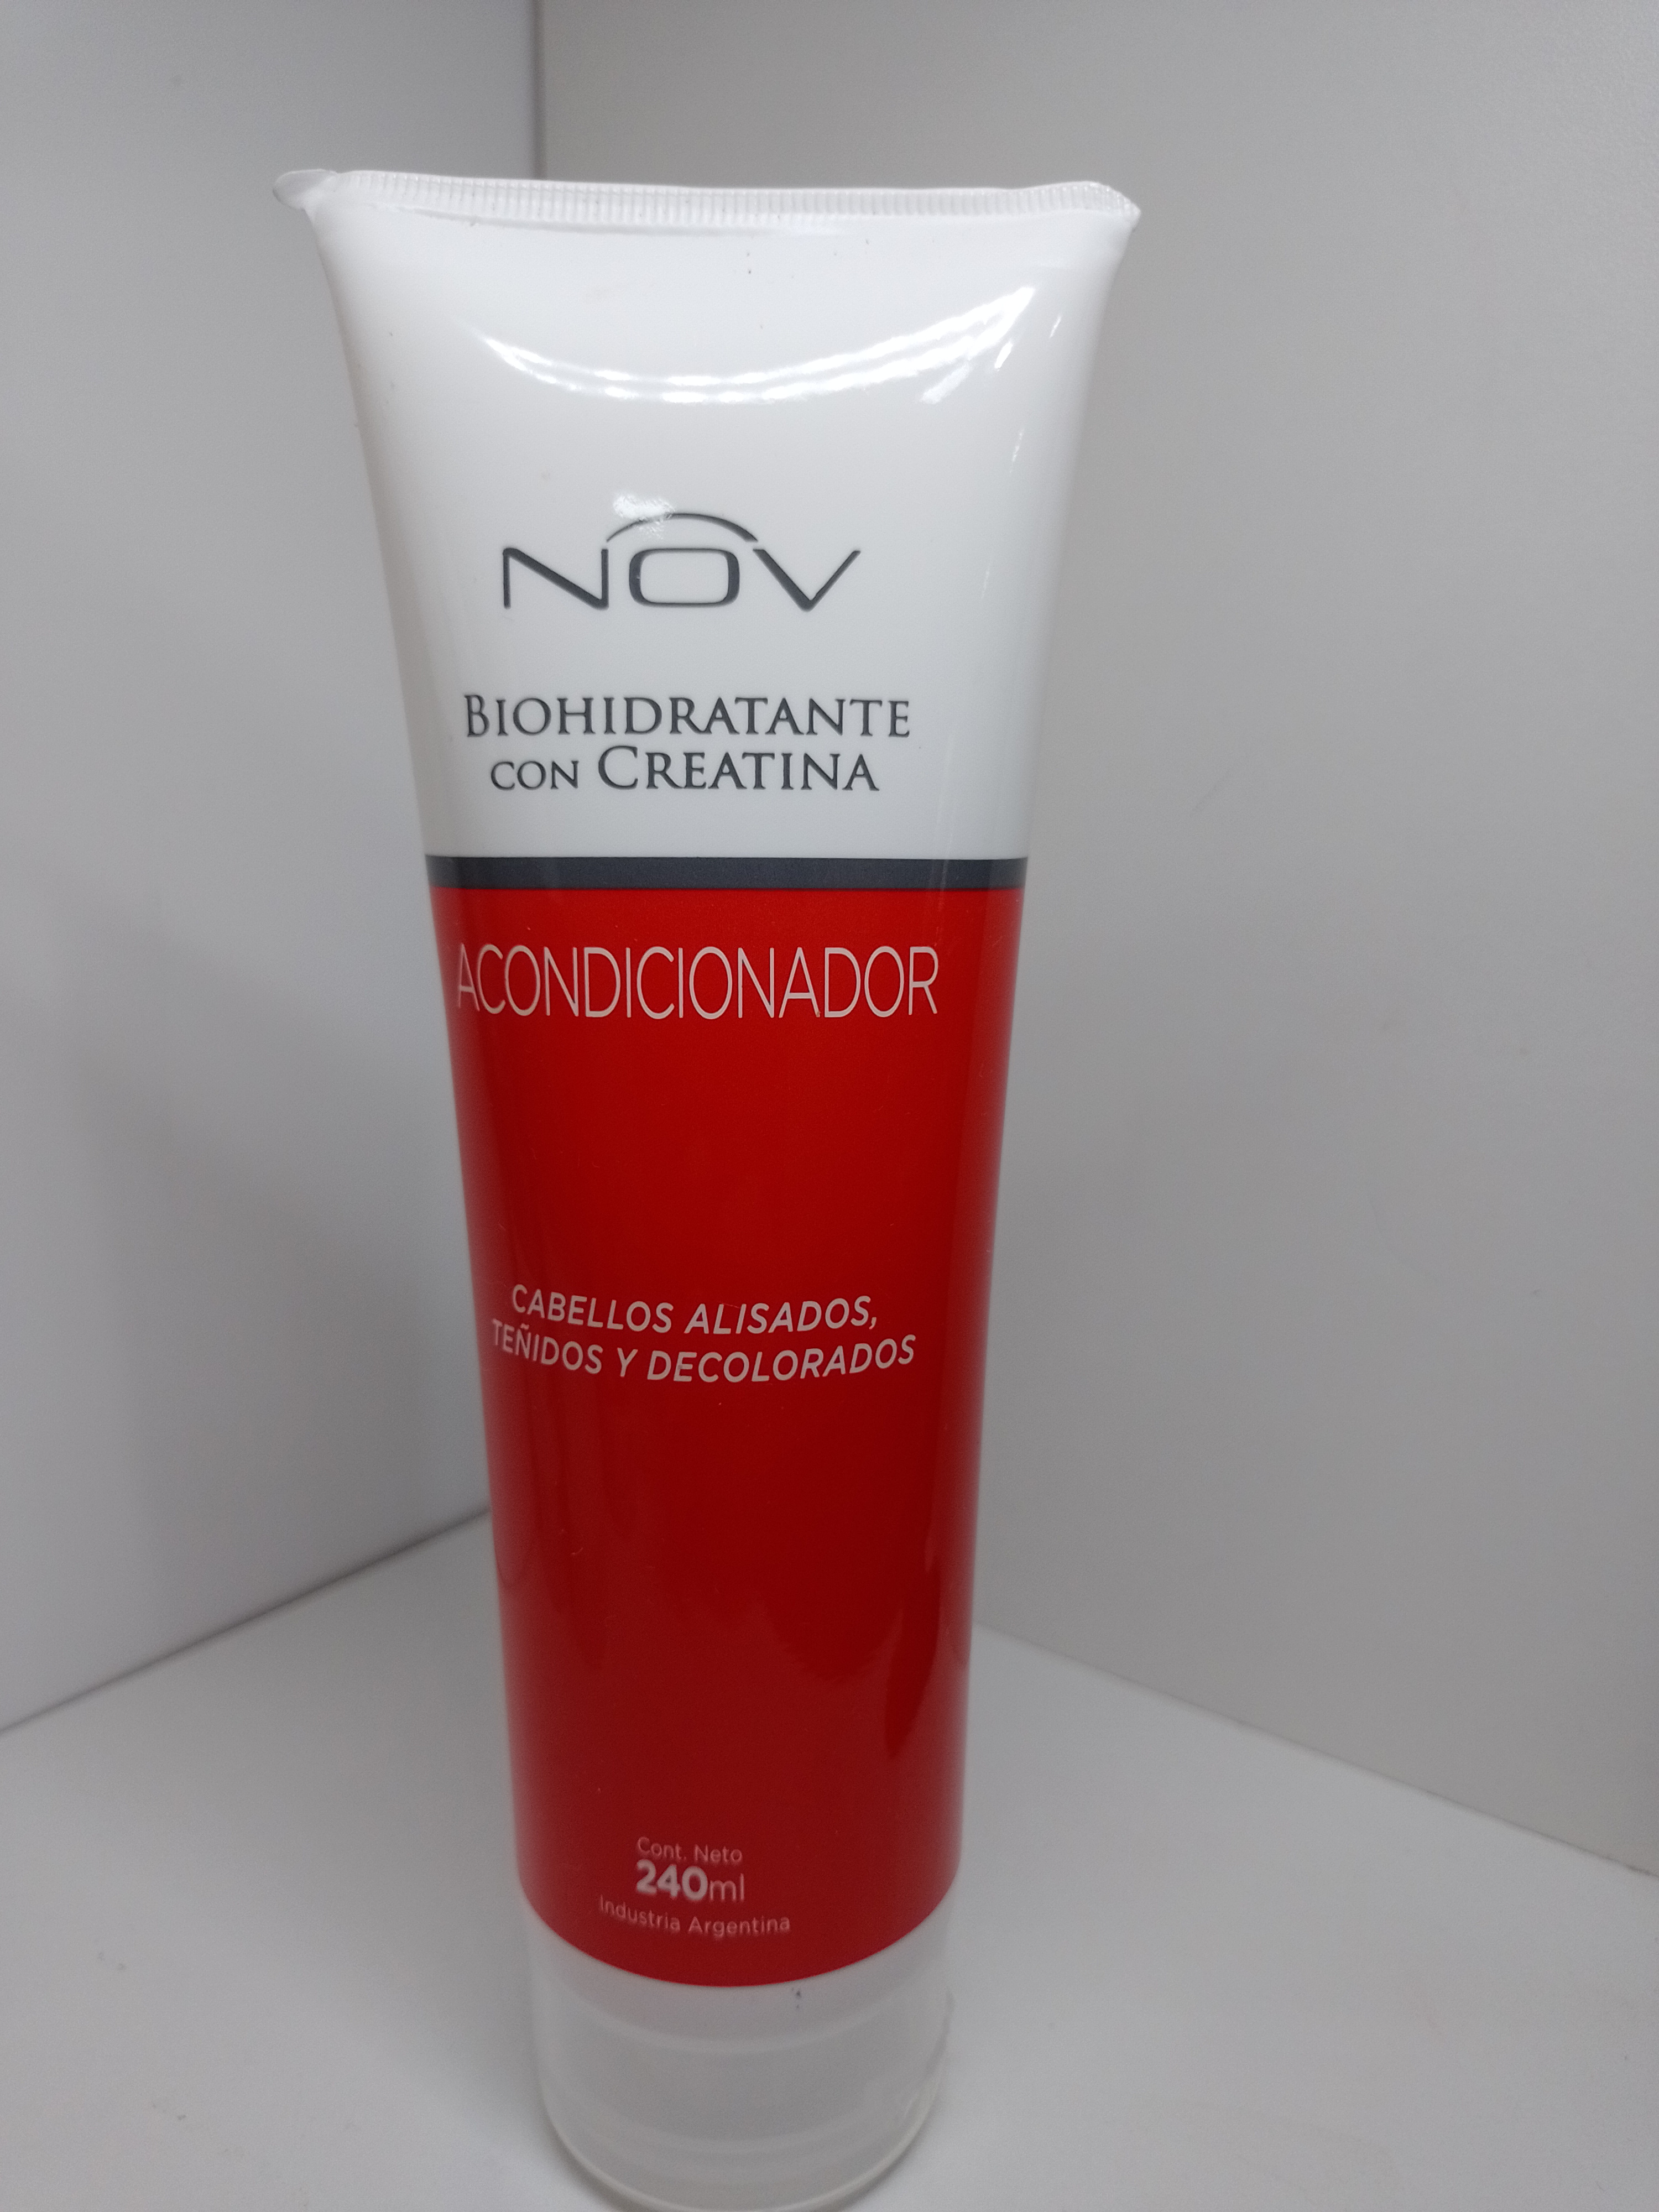 NOV
BIOHIDRATANTE
CON CREATINA
ACONDICIONADOR
CABELLOS ALISADOS,
TEÑIDOS Y DECOLORADOS
Cont. Neto
240ml
Industria Argentina